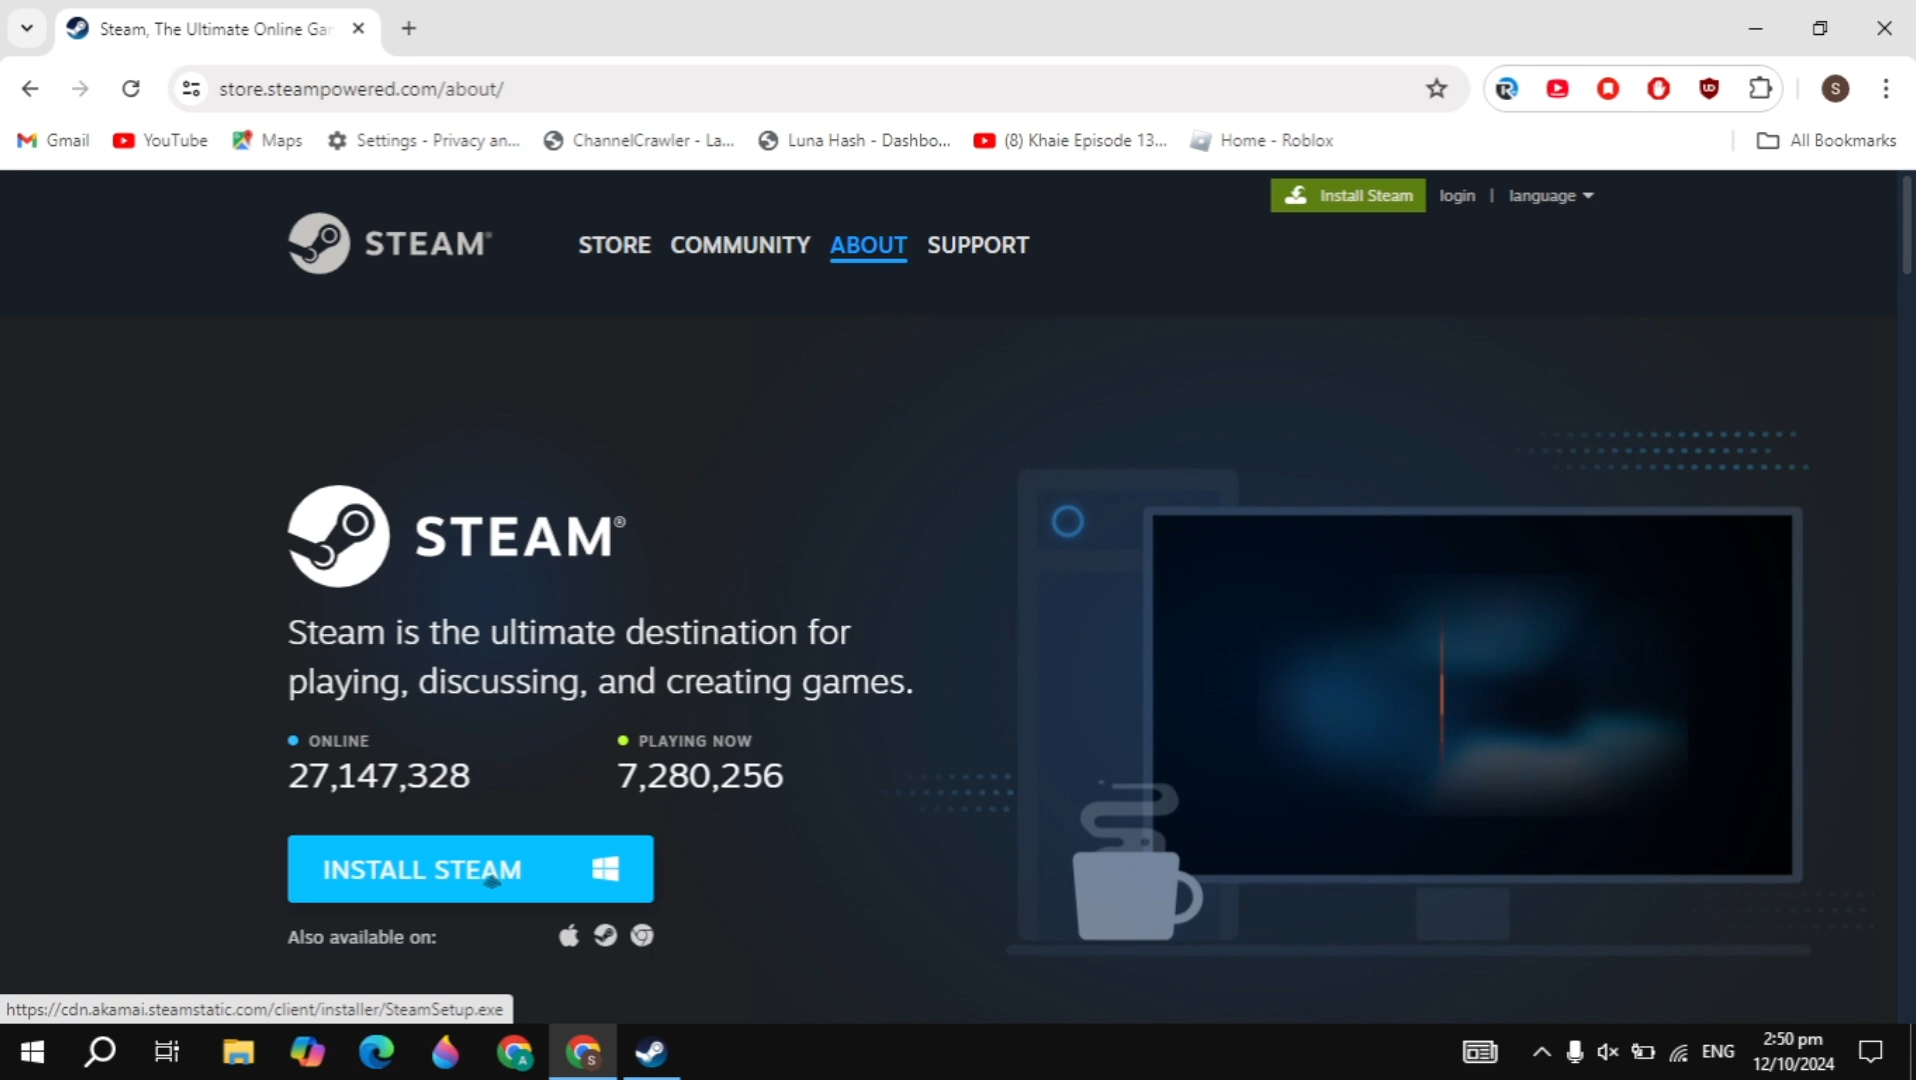 Steam, The Ultimate Online Gar
store.steampowered.com/about/
S
Gmail YouTube Maps Settings - Privacy an... ChannelCrawler - La... Luna Hash - Dashbo... (8) Khaie Episode 13... Home - Roblox All Bookmarks
Install Steam login | language
STEAM® STORE COMMUNITY ABOUT SUPPORT
STEAM®
Steam is the ultimate destination for
playing, discussing, and creating games.
ONLINE PLAYING NOW
27,147,328 7,280,256
INSTALL STEAM
Also available on:
https://cdn.akamai.steamstatic.com/client/installer/SteamSetup.exe
A S ENG 2:50 pm
12/10/2024